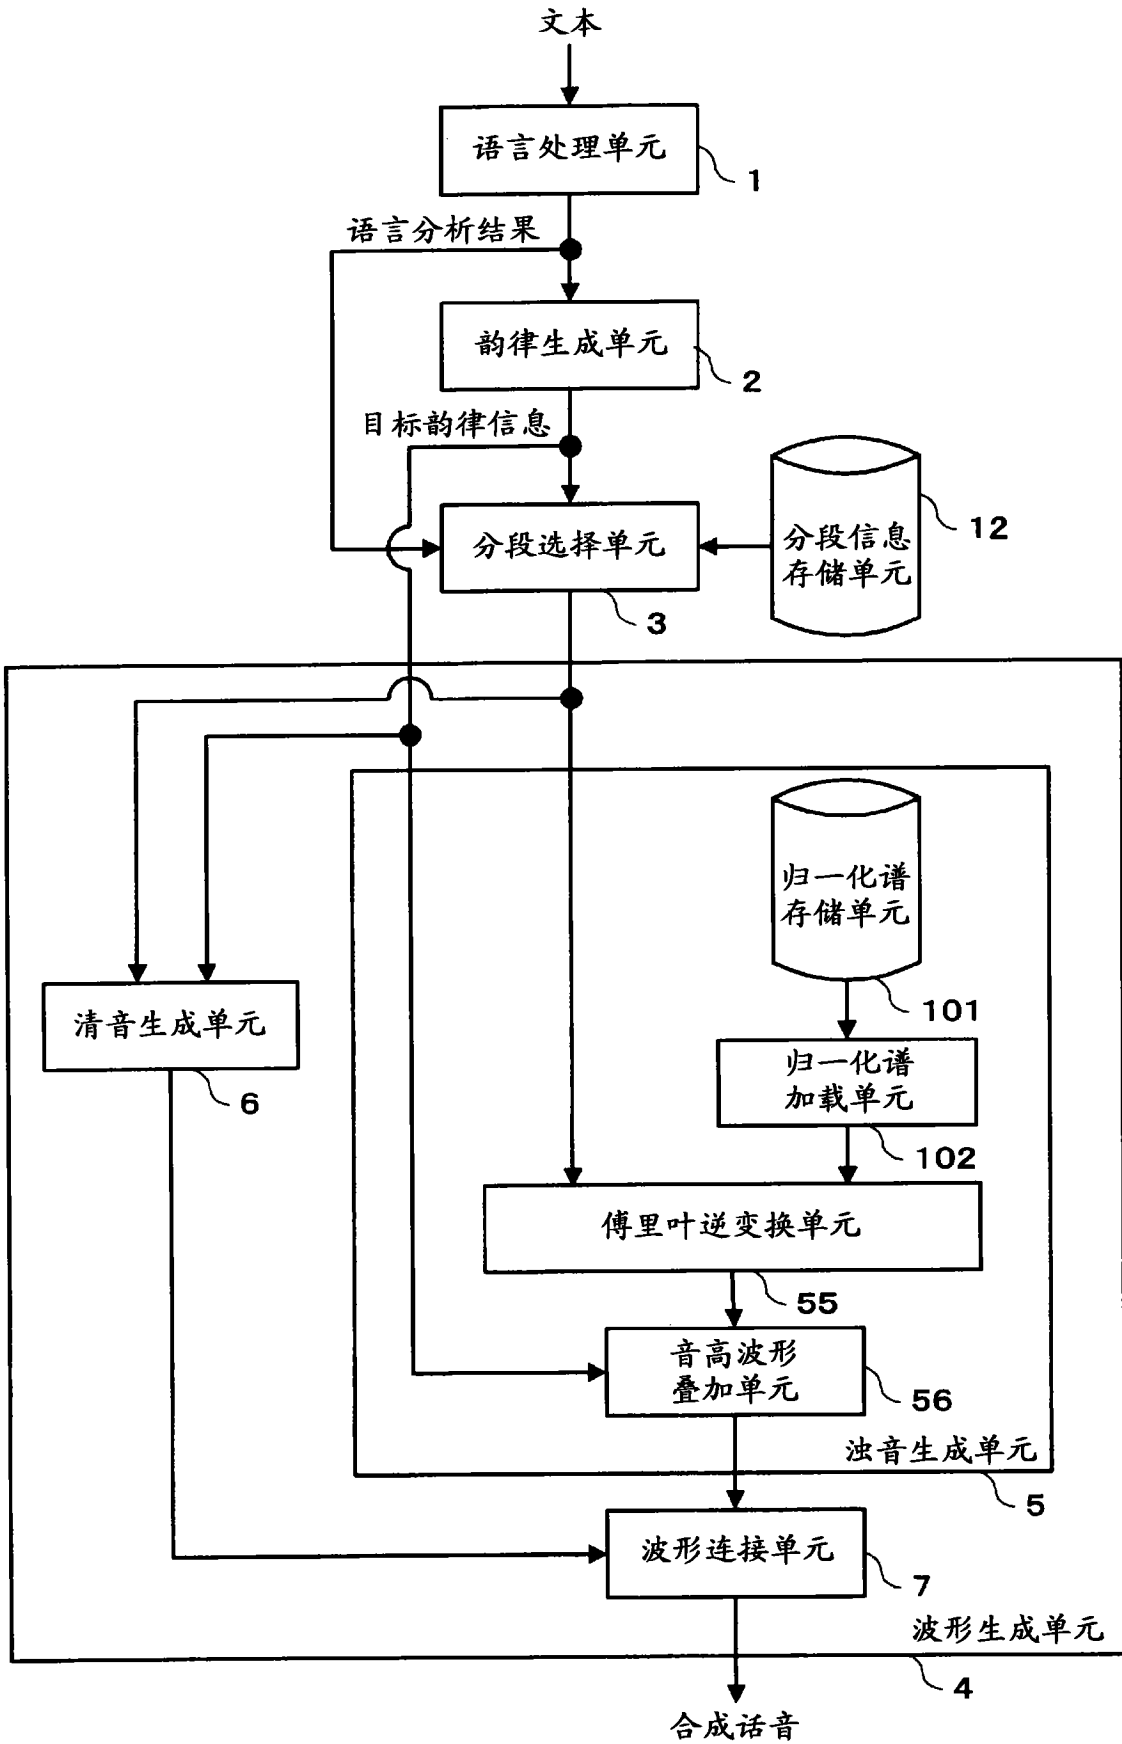 文本
语言处理单元
1
语言分析结果
韵律生成单元
2
目标韵律信息
分段选择单元
3
分段信息
存储单元
12
归一化谱
存储单元
101
清音生成单元
6
归一化谱
加载单元
102
傅里叶逆变换单元
55
音高波形
叠加单元
56
浊音生成单元
5
波形连接单元
7
波形生成单元
4
合成话音